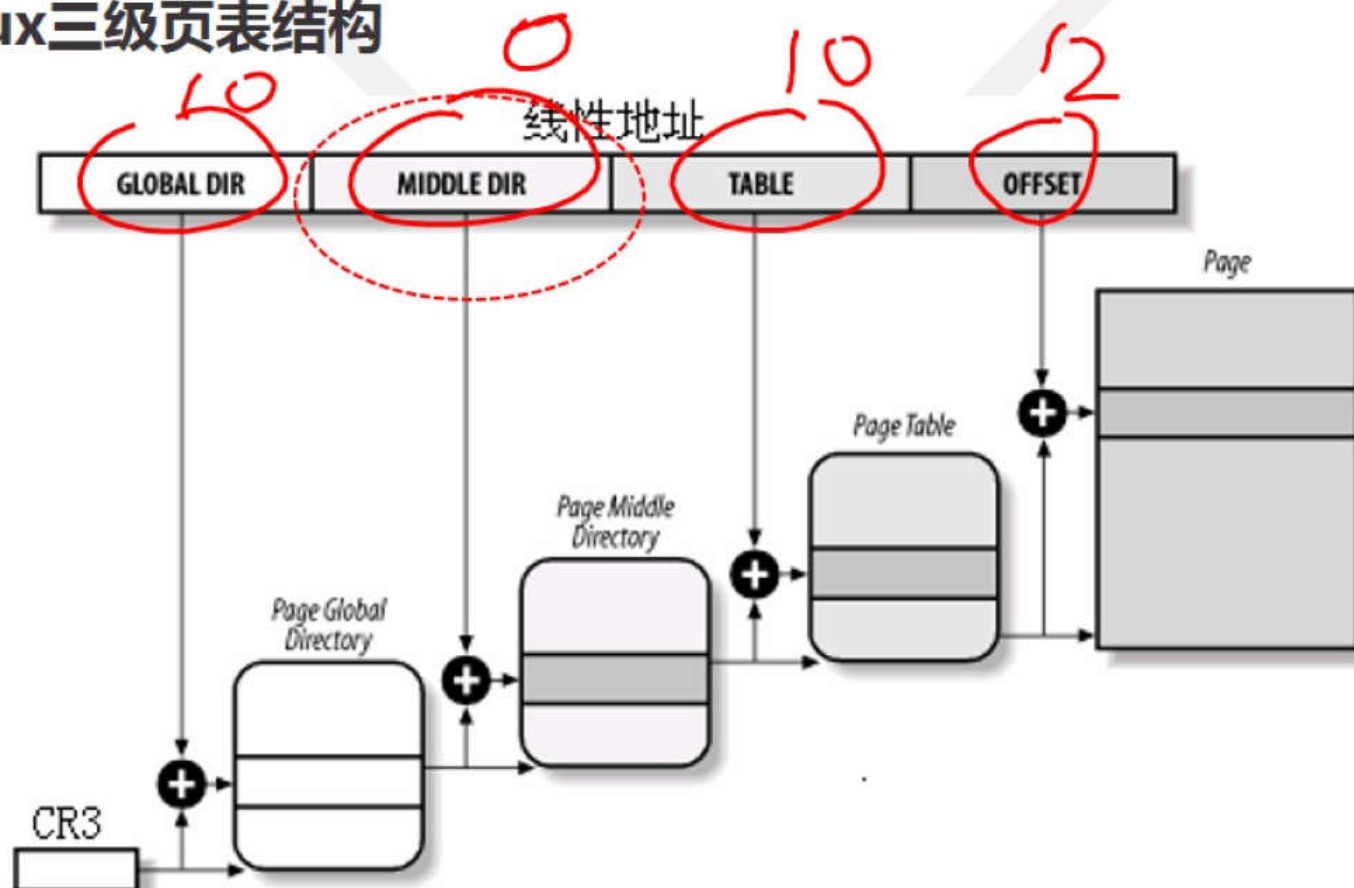 ux三级页表结构
10 0 10 12
线性地址
GLOBAL DIR MIDDLE DIR TABLE OFFSET
Page
Page Table
Page Middle
Directory
Page Global
Directory
CR3